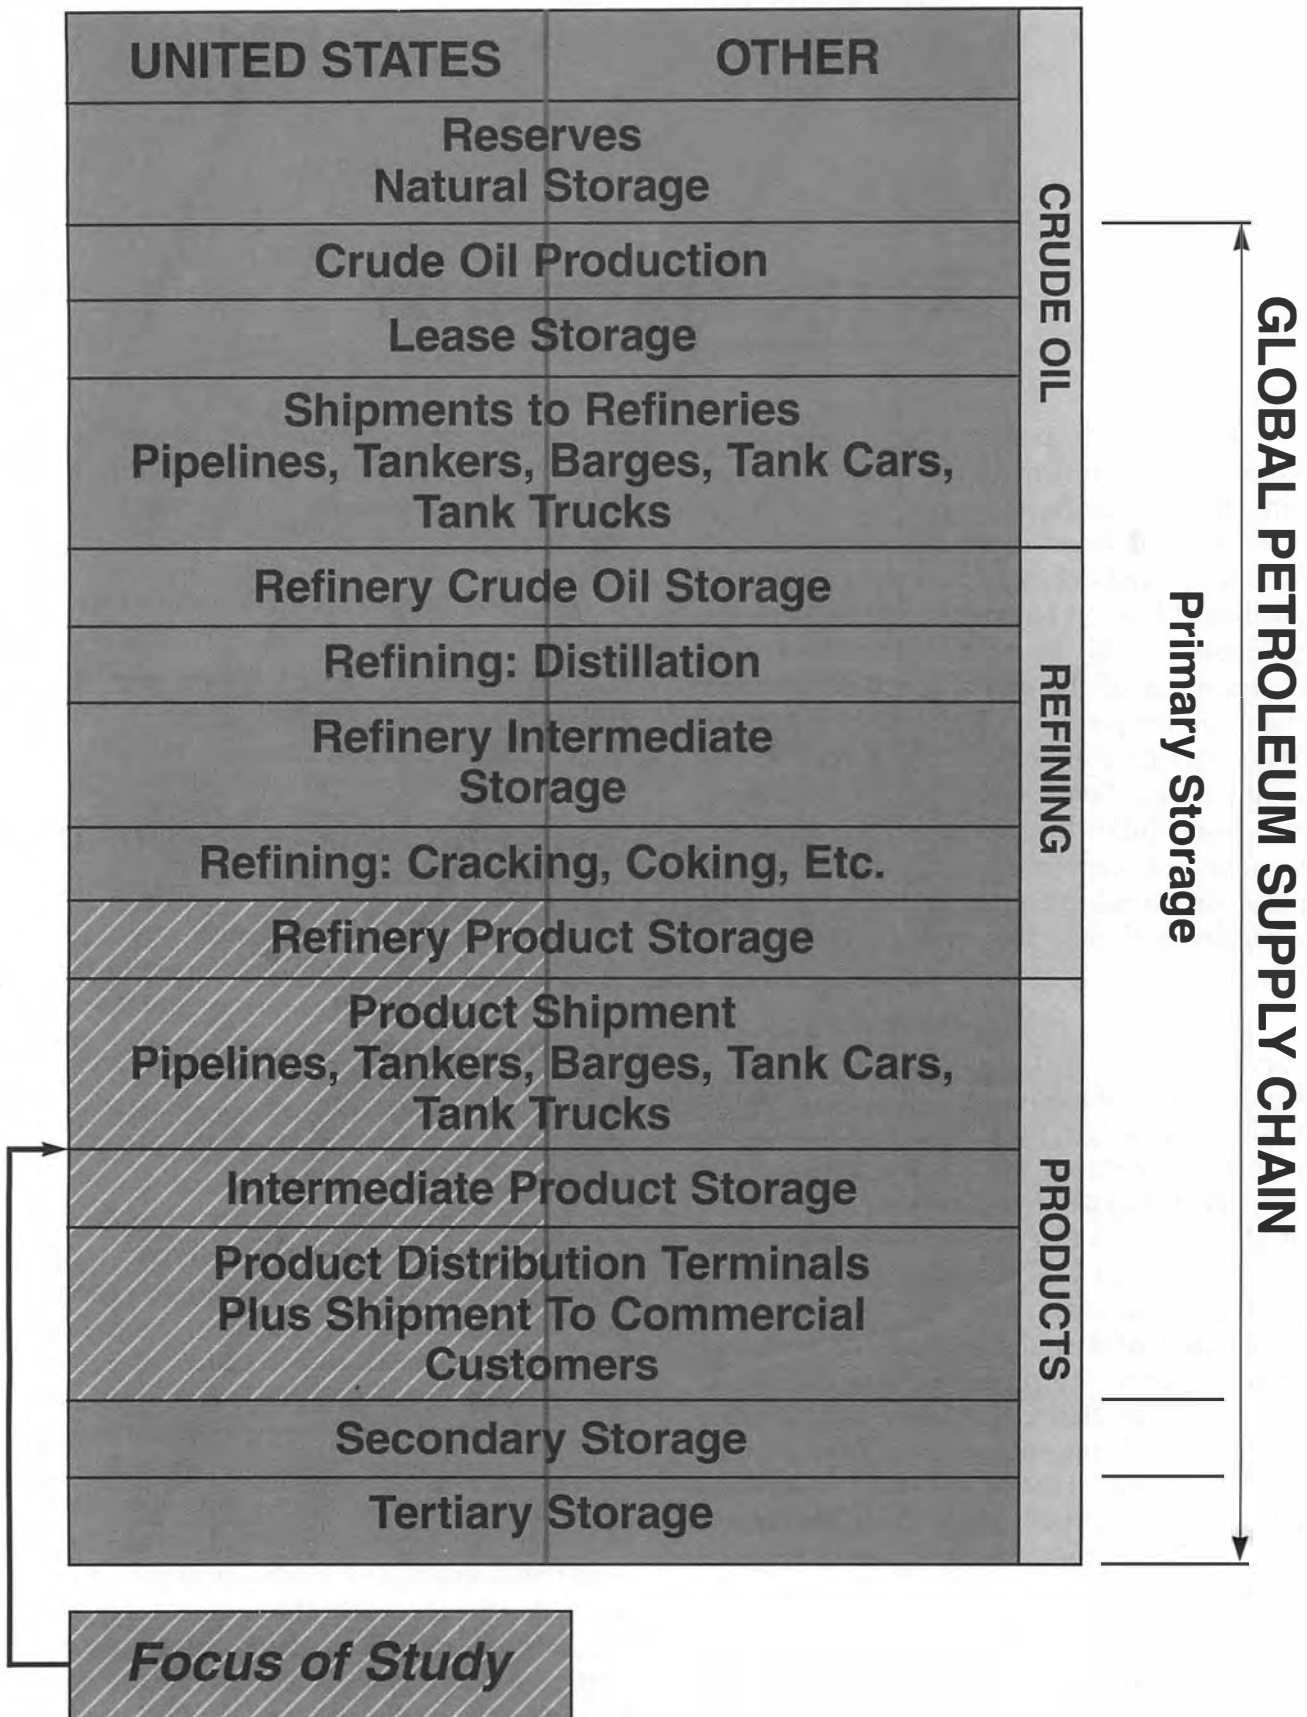 UNITED STATES
OTHER
Reserves
Natural Storage
Crude Oil Production
Lease Storage
Shipments to Refineries
Pipelines, Tankers, Barges, Tank Cars,
Tank Trucks
Refinery Crude Oil Storage
Refining: Distillation
Refinery Intermediate
Storage
Refining: Cracking, Coking, Etc.
Refinery Product Storage
Product Shipment
Pipelines, Tankers, Barges, Tank Cars,
Tank Trucks
Intermediate Product Storage
Product Distribution Terminals
Plus Shipment To Commercial
Customers
Secondary Storage
Tertiary Storage
CRUDE OIL
REFINING
PRODUCTS
Primary Storage
GLOBAL PETROLEUM SUPPLY CHAIN
Focus of Study